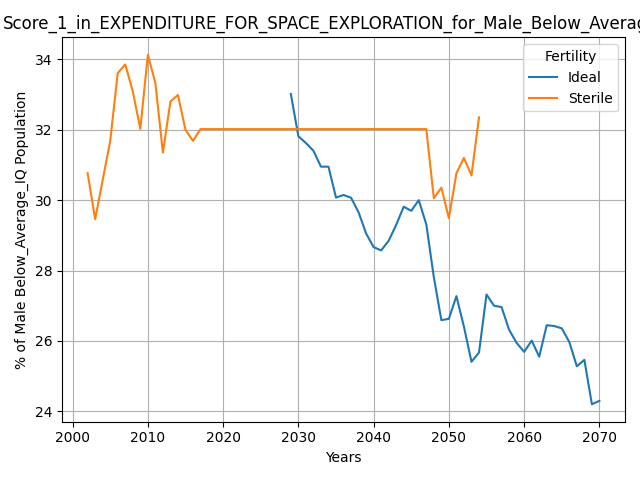 Score_1_in_EXPENDITURE_FOR_SPACE_EXPLORATION_for_Male_Below_Averag
Fertility
Ideal
Sterile
% of Male Below_Average_IQ Population
34
32
30
28
26
24
2000 2010 2020 2030 2040 2050 2060 2070
Years